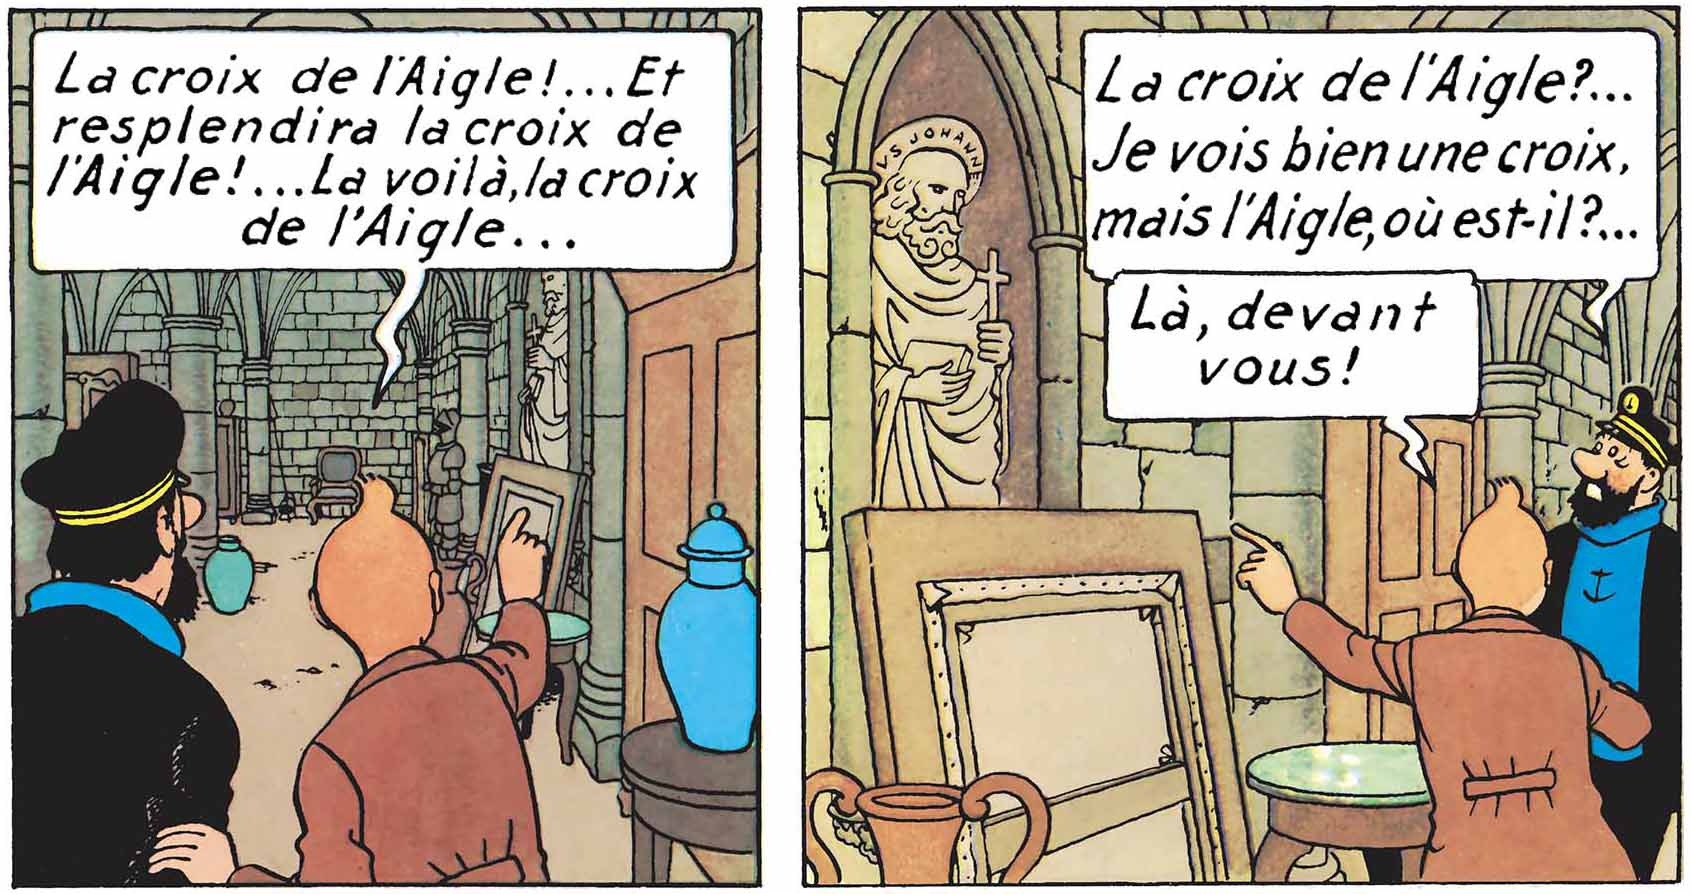 La croix de l'Aigle!...Et
resplendira la croix de
l'Aigle!...La voilà, la croix
de l'Aigle...
La croix de l'Aigle?...
Je vois bien une croix,
mais l'Aigle, où est-il?...
Là, devant
vous!
VS JOHANNE